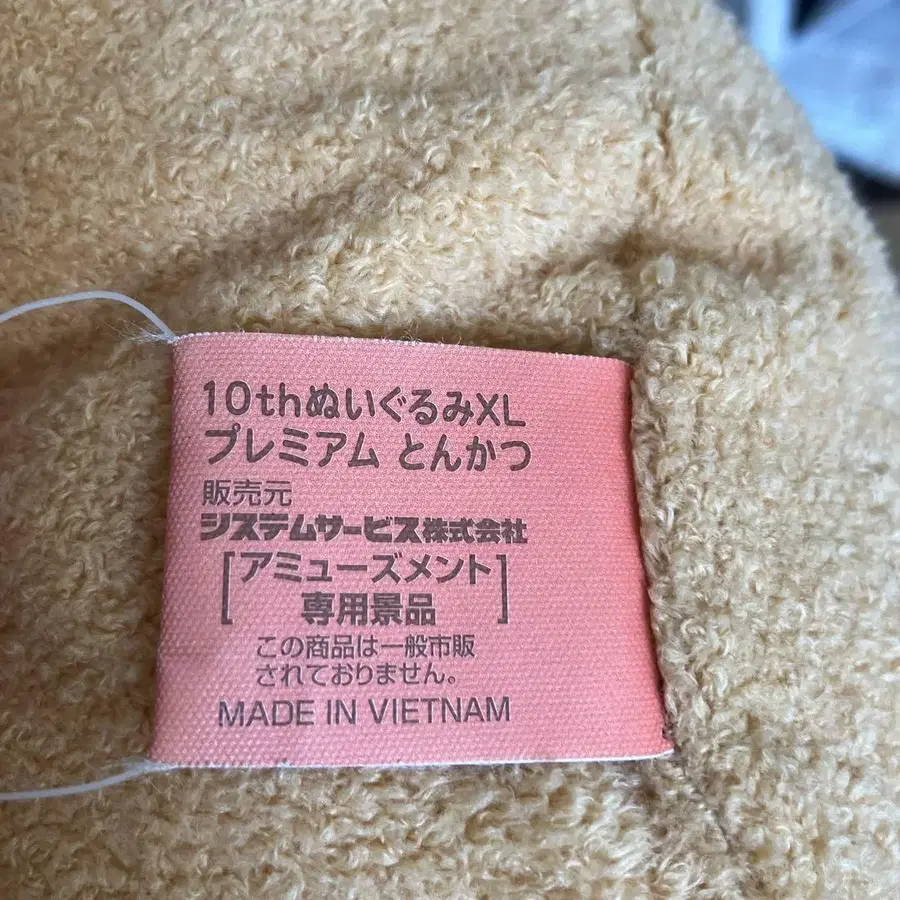 10thぬいぐるみXL
プレミアム とんかつ
販売元
システムサービス株式会社
[アミューズメント
専用景品]
この商品は一般市販
されておりません。
MADE IN VIETNAM